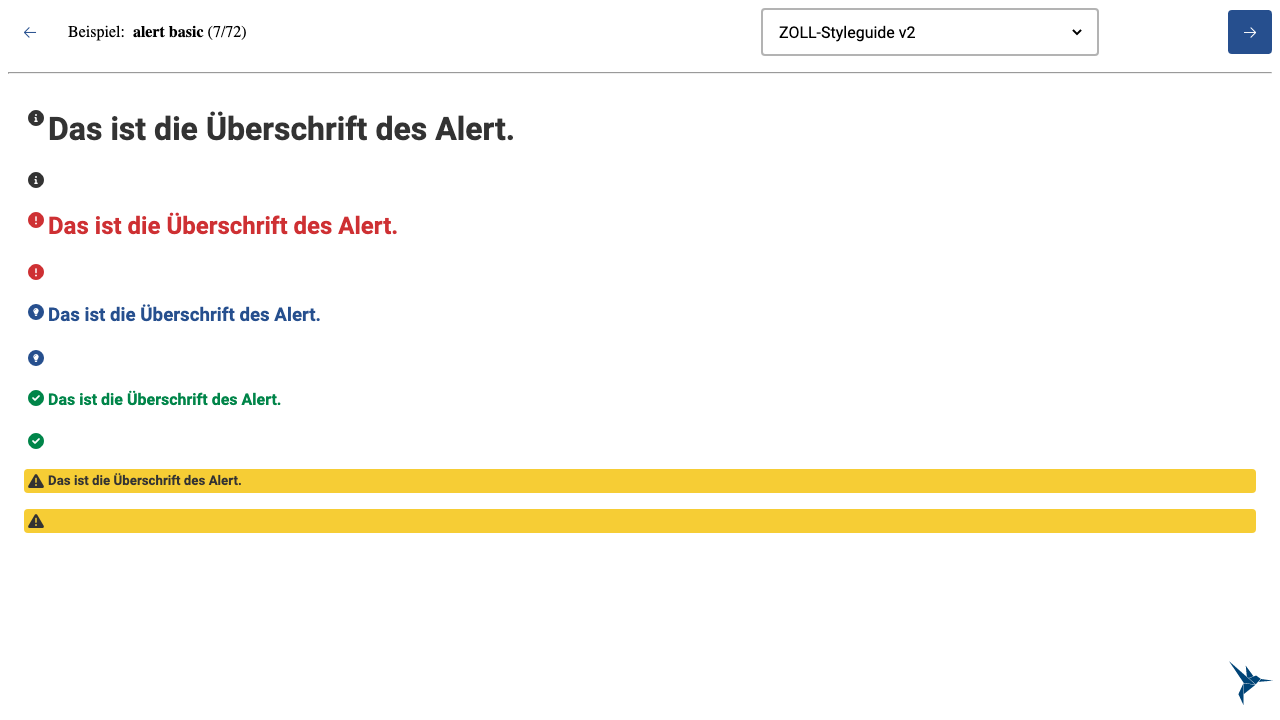 Beispiel: alert basic (7/72)
ZOLL-Styleguide v2
Das ist die Überschrift des Alert.
Das ist die Überschrift des Alert.
Das ist die Überschrift des Alert.
Das ist die Überschrift des Alert.
Das ist die Überschrift des Alert.